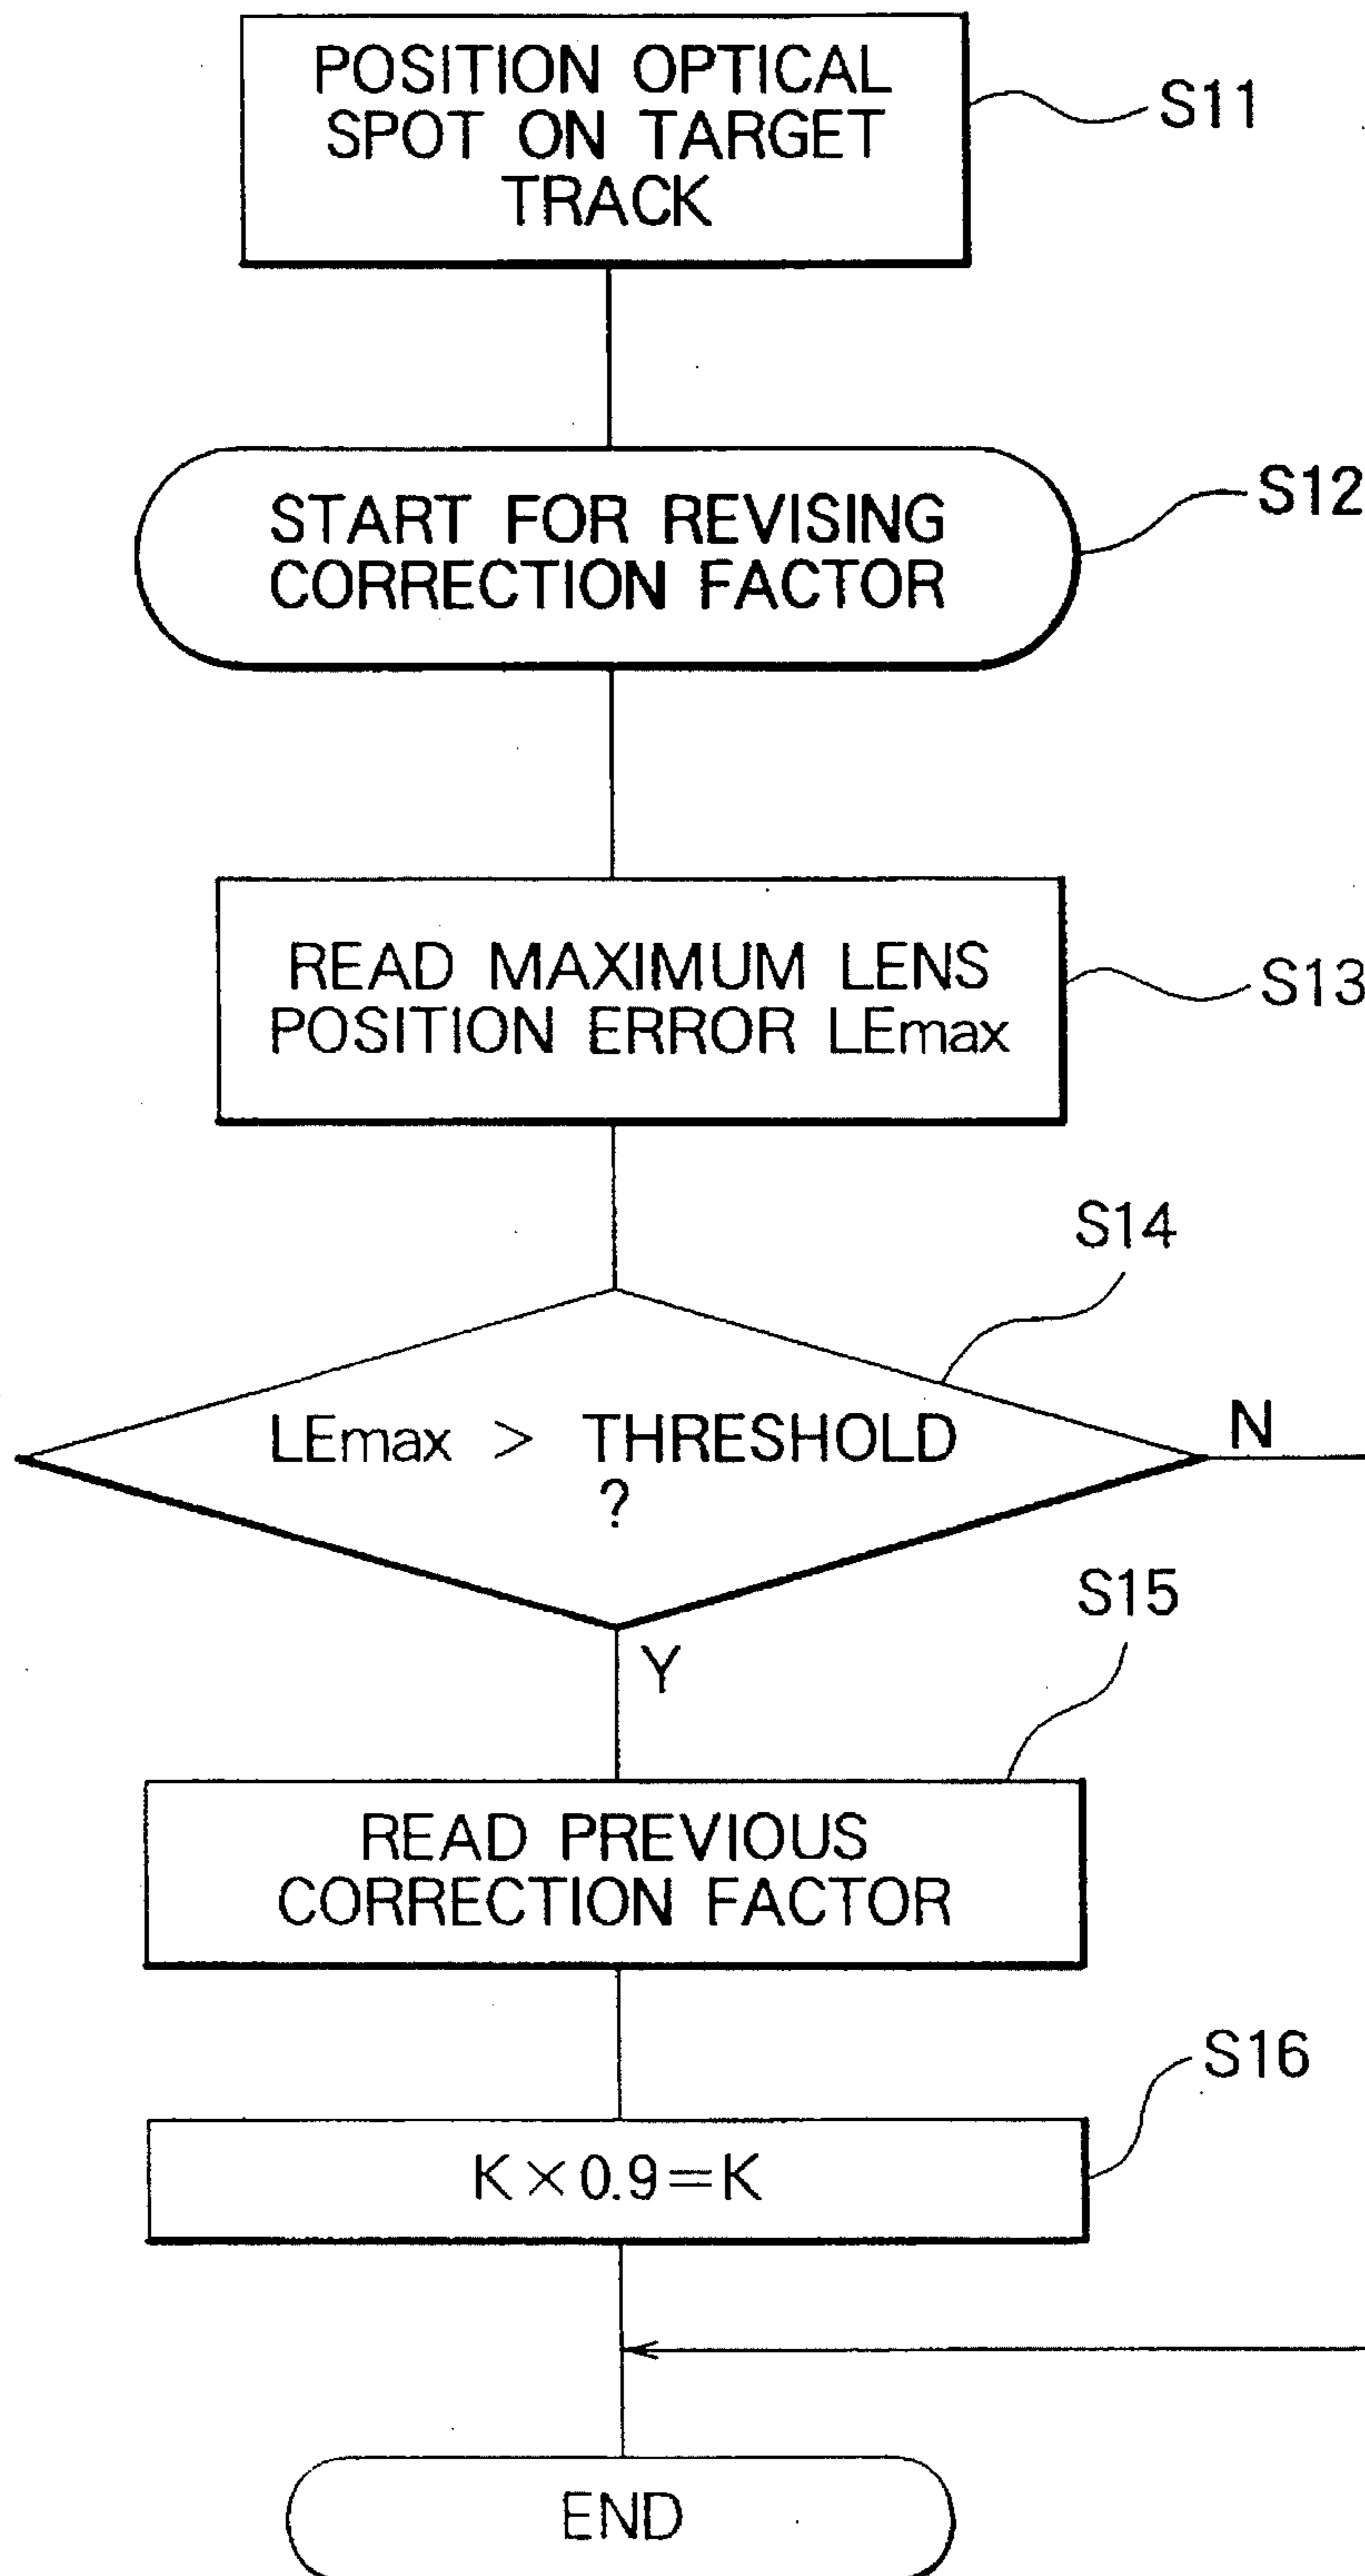 POSITION OPTICAL
SPOT ON TARGET
TRACK
S11
START FOR REVISING
CORRECTION FACTOR
S12
READ MAXIMUM LENS
POSITION ERROR LEmax
S13
S14
LEmax > THRESHOLD
?
N
Y
S15
READ PREVIOUS
CORRECTION FACTOR
S16
K×0.9=K
END